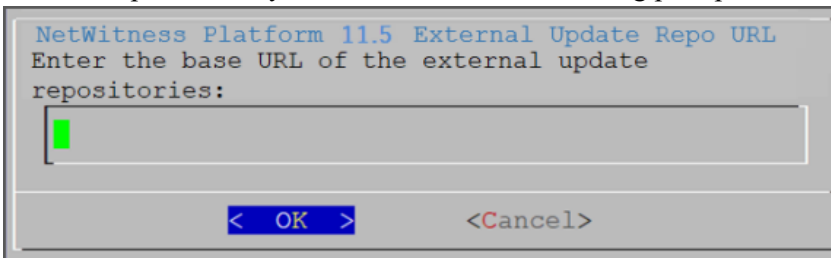 NetWitness Platform 11.5 External Update Repo URL
Enter the base URL of the external update
repositories:
< OK > <Cancel>